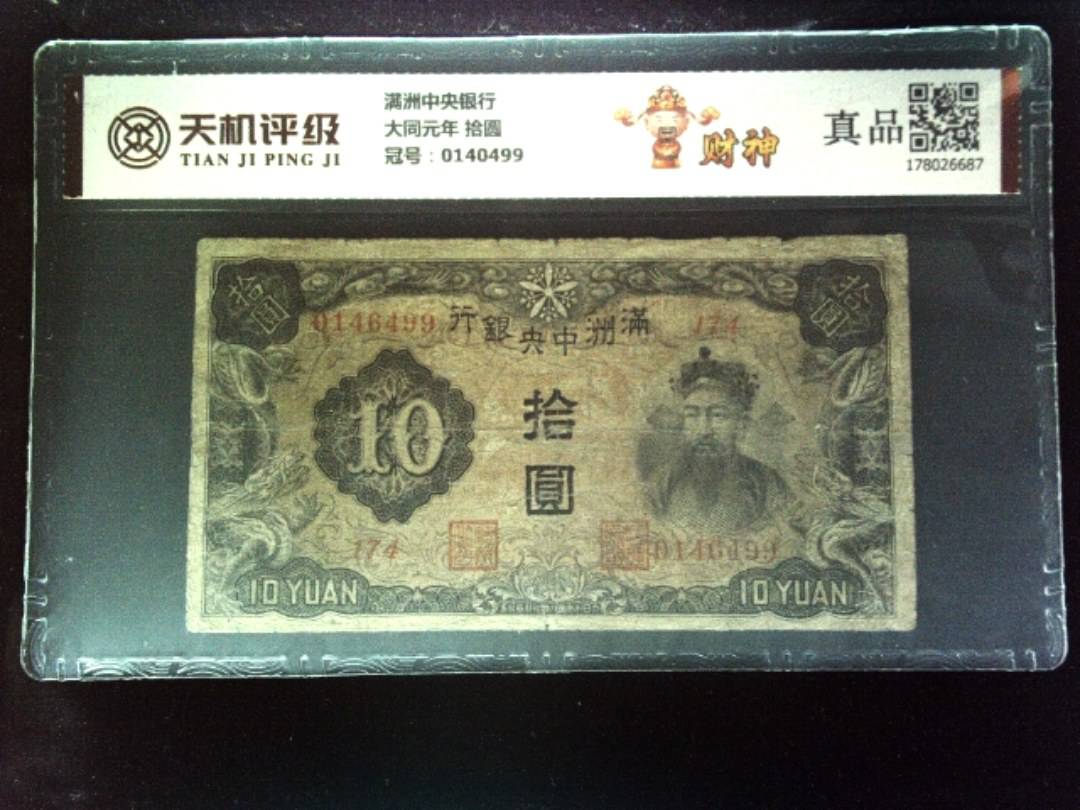 天机评级
TIAN JI PING JI
满洲中央银行
大同元年 拾圆
冠号：0140499
财神
真品
178026687
拾圓
拾圓
0146499
行銀央中洲滿
174
10
拾
圓
174
0146499
10 YUAN
10 YUAN